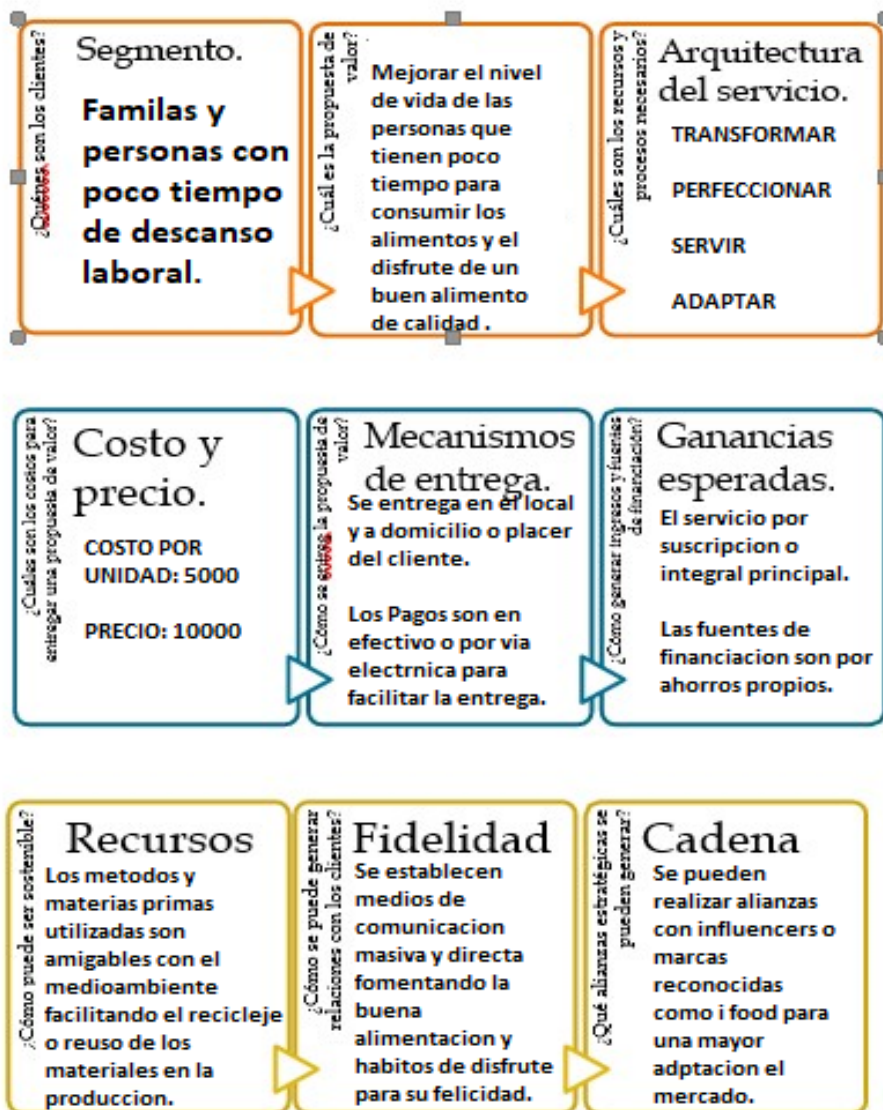 ¿Quénes son los clientes?
Segmento.
Familas y
personas con
poco tiempo
de descanso
laboral.
¿Cuál es la propuesta de
valor?
Mejorar el nivel
de vida de las
personas que
tienen poco
tiempo para
consumir los
alimentos y el
disfrute de un
buen alimento
de calidad .
¿Cuáles son los recursos y
procesos necesarios?
Arquitectura
del servicio.
TRANSFORMAR
PERFECCIONAR
SERVIR
ADAPTAR
¿Cuáles son los costos para
entregar una propuesta de valor?
Costo y
precio.
COSTO POR
UNIDAD: 5000
PRECIO: 10000
¿Cómo se entreg la propuesta de
valor?
Mecanismos
de entrega.
Se entrega en el local
y a domicilio o placer
del cliente.
Los Pagos son en
efectivo o por via
electrnica para
facilitar la entrega.
¿Cómo generar ingresos y fuentes
de financiación?
Ganancias
esperadas.
El servicio por
suscripcion o
integral principal.
Las fuentes de
financiacion son por
ahorros propios.
¿Cómo puede ser sostenible?
Recursos
Los metodos y
materias primas
utilizadas son
amigables con el
medioambiente
facilitando el recicleje
o reuso de los
materiales en la
produccion.
¿Cómo se puede generar
relaciones con los clientes?
Fidelidad
Se establecen
medios de
comunicacion
masiva y directa
fomentando la
buena
alimentacion y
habitos de disfrute
para su felicidad.
¿Qué alianzas estratégicas se
pueden generar?
Cadena
Se pueden
realizar alianzas
con influencers o
marcas
reconocidas
como i food para
una mayor
adptacion el
mercado.